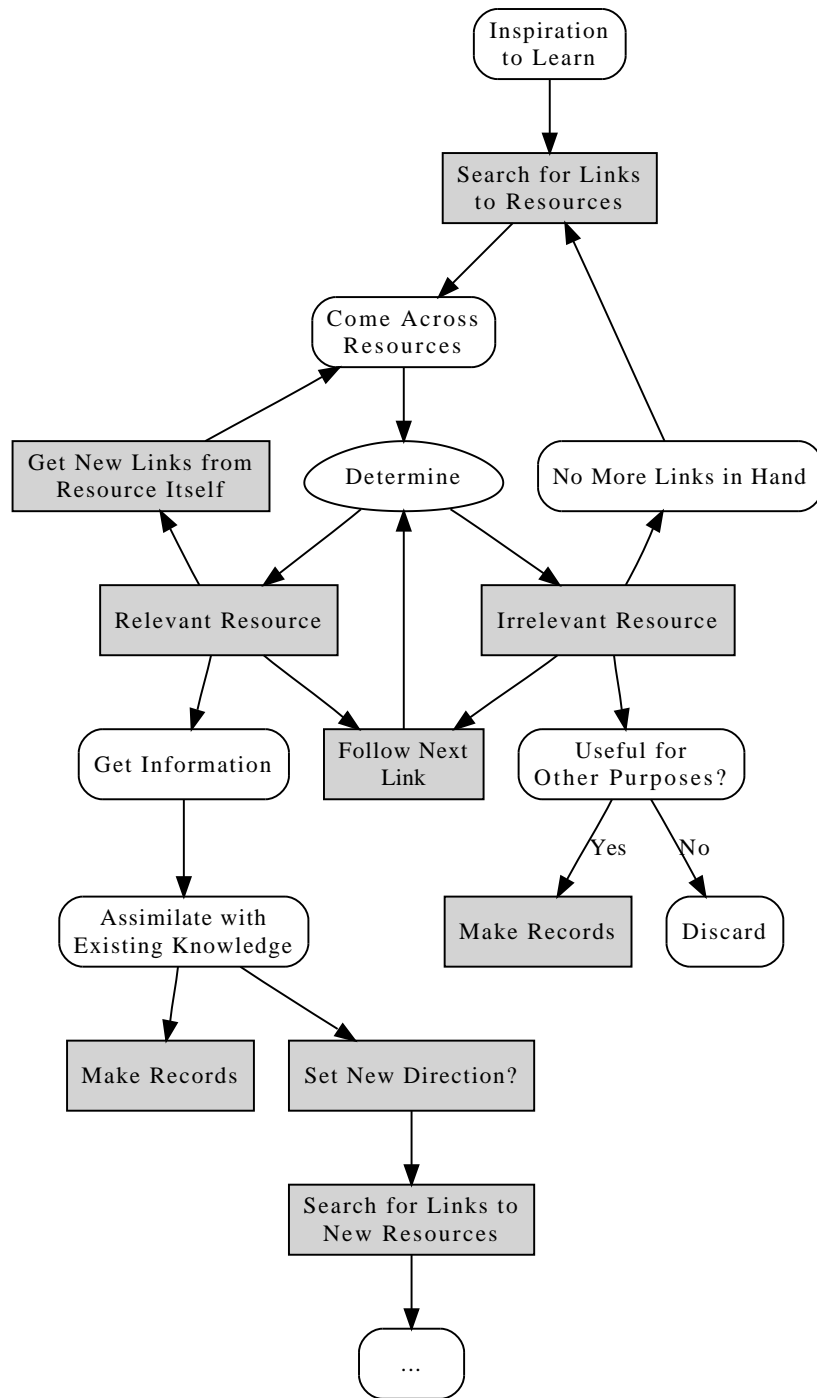 Inspiration
to Learn
Search for Links
to Resources
Come Across
Resources
Get New Links from
Resource Itself
Determine
No More Links in Hand
Relevant Resource
Irrelevant Resource
Get Information
Follow Next
Link
Useful for
Other Purposes?
Yes
No
Assimilate with
Existing Knowledge
Make Records
Discard
Make Records
Set New Direction?
Search for Links to
New Resources
...